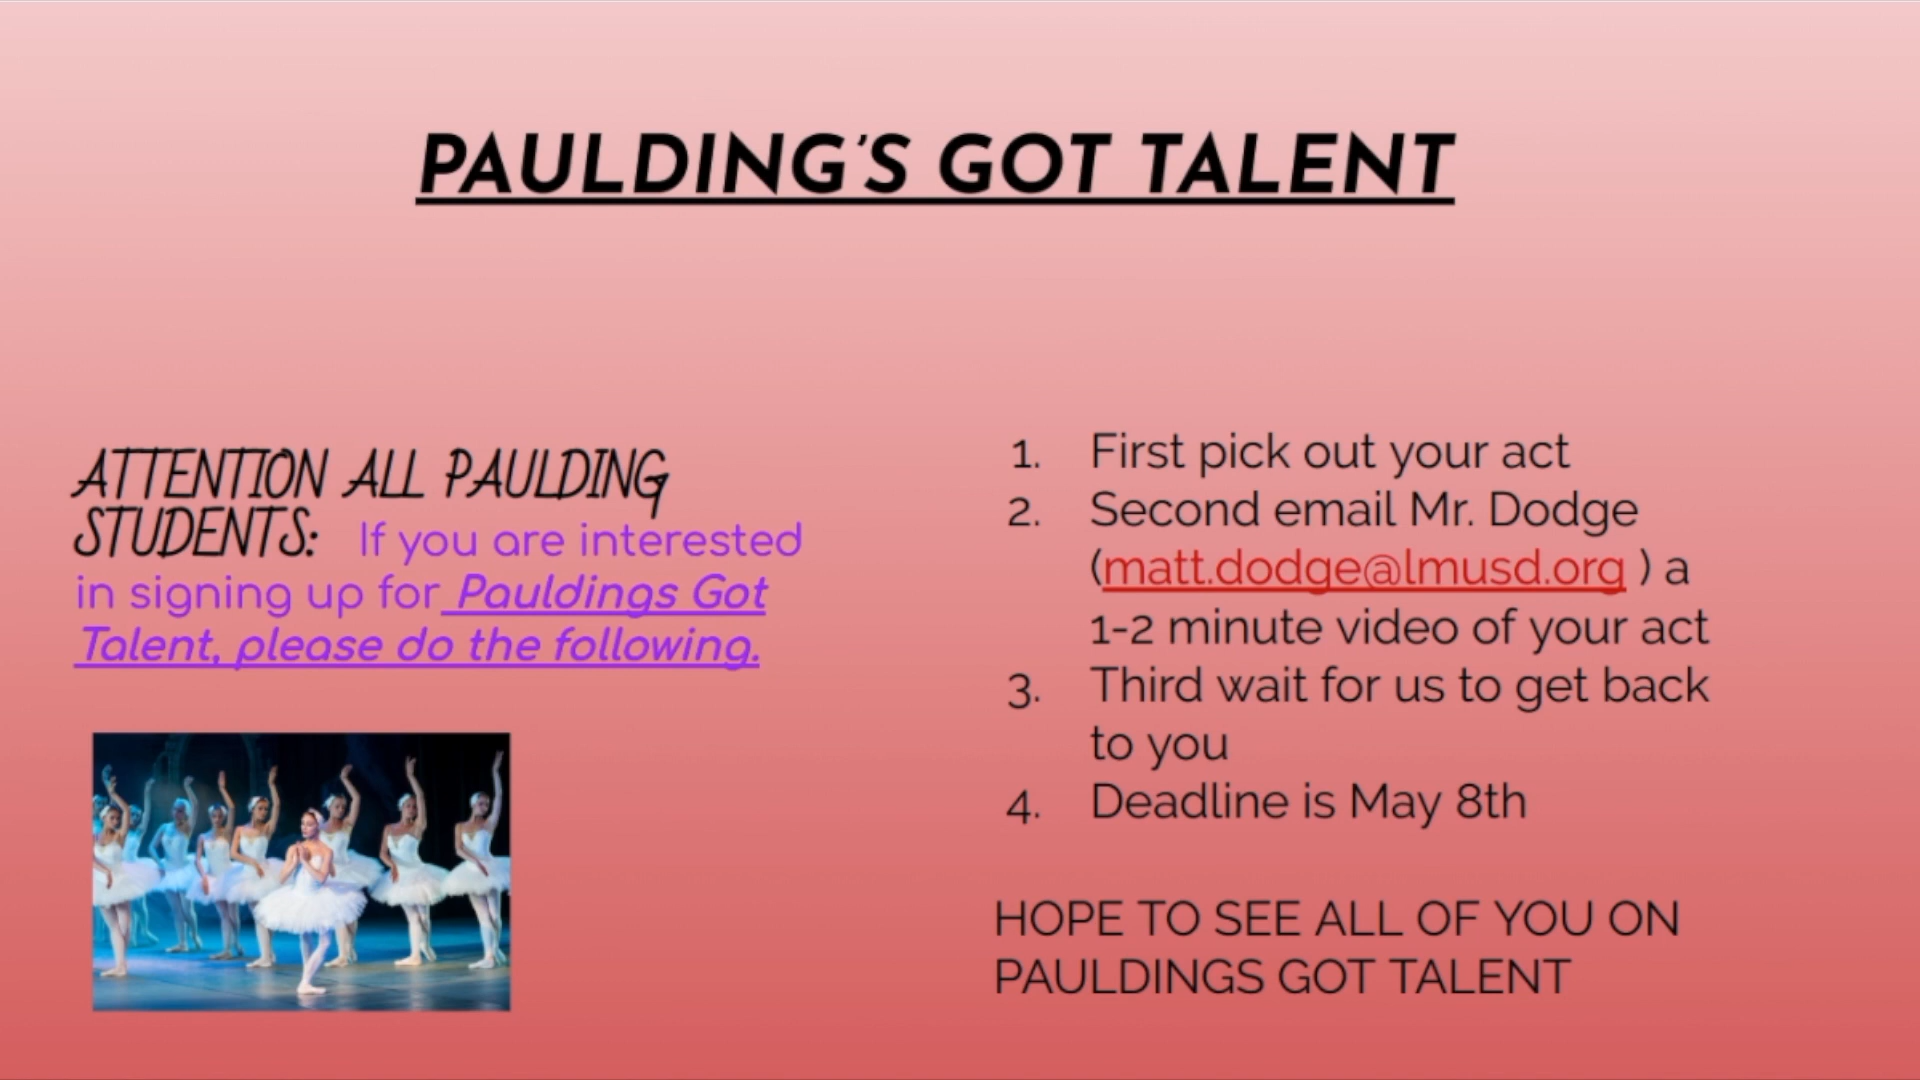 PAULDING'S GOT TALENT
ATTENTION ALL PAULDING
STUDENTS: If you are interested
in signing up for Pauldings Got
Talent, please do the following.
1. First pick out your act
2. Second email Mr. Dodge
(matt.dodge@lmusd.org ) a
1-2 minute video of your act
3. Third wait for us to get back
to you
4. Deadline is May 8th
HOPE TO SEE ALL OF YOU ON
PAULDINGS GOT TALENT